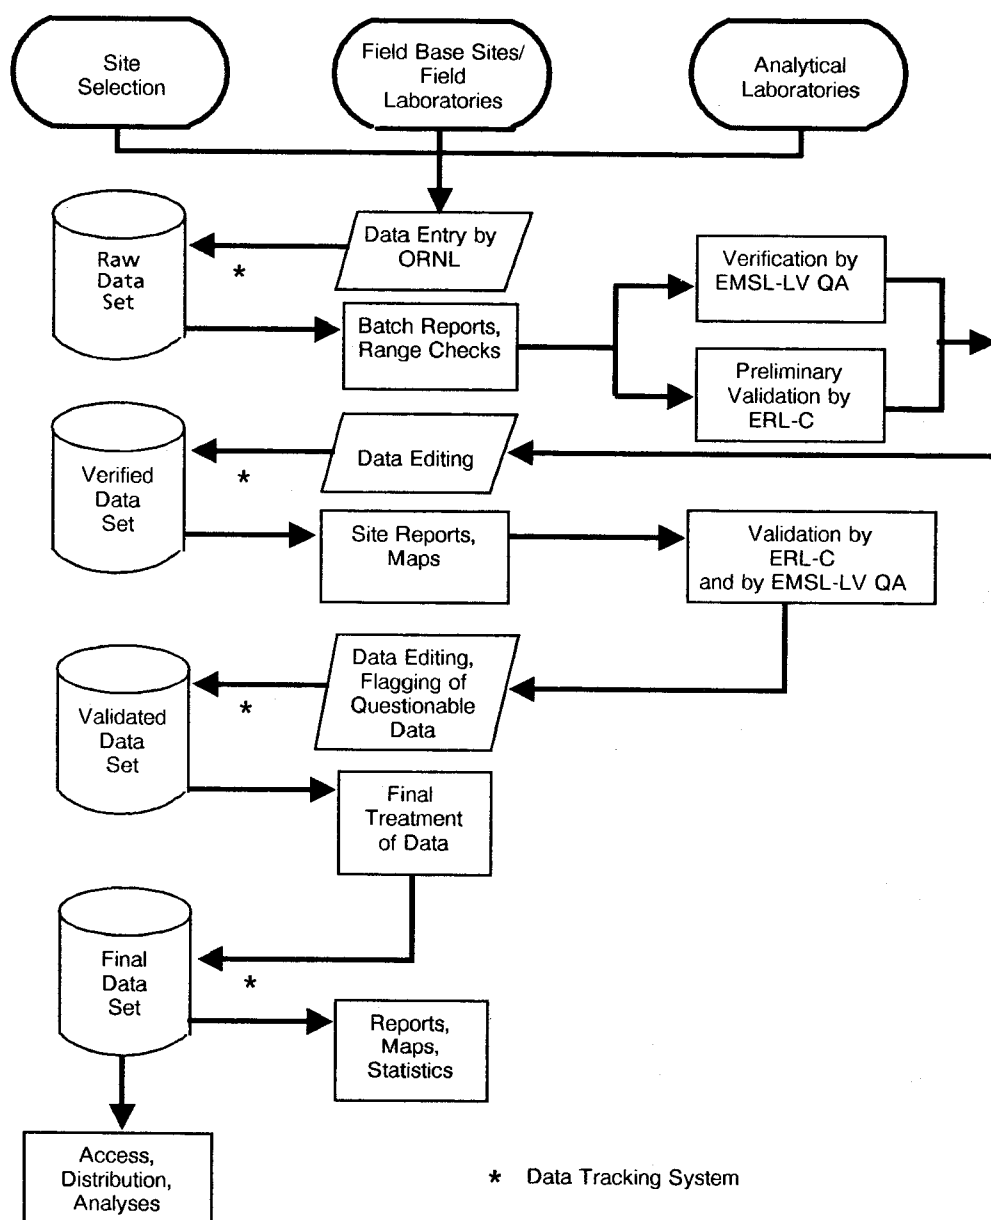 Site
Selection
Field Base Sites/
Field
Laboratories
Analytical
Laboratories
Data Entry by
ORNL
*
Raw
Data
Set
Batch Reports,
Range Checks
Verification by
EMSL-LV QA
Preliminary
Validation by
ERL-C
Data Editing
*
Verified
Data
Set
Site Reports,
Maps
Validation by
ERL-C
and by EMSL-LV QA
Data Editing,
Flagging of
Questionable
Data
*
Validated
Data
Set
Final
Treatment
of Data
*
Final
Data
Set
Reports,
Maps,
Statistics
Access,
Distribution,
Analyses
* Data Tracking System